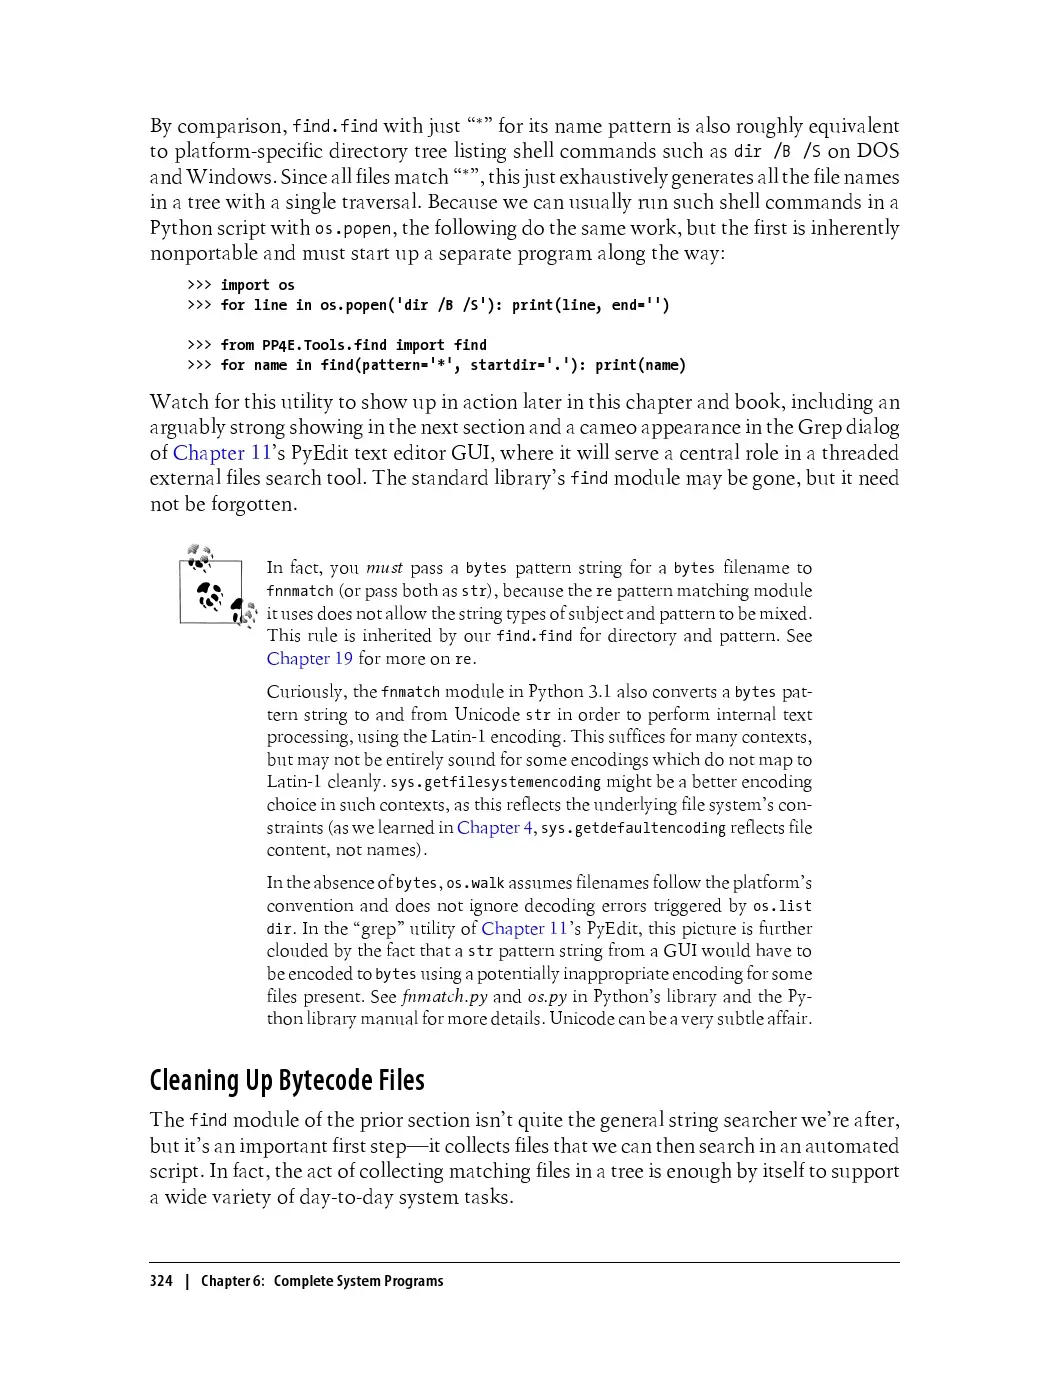 By comparison, find.find with just “*” for its name pattern is also roughly equivalent
to platform-specific directory tree listing shell commands such as dir /B /S on DOS
and Windows. Since all files match “*”, this just exhaustively generates all the file names
in a tree with a single traversal. Because we can usually run such shell commands in a
Python script with os.popen, the following do the same work, but the first is inherently
nonportable and must start up a separate program along the way:
>>> import os
>>> for line in os.popen('dir /B /S'): print(line, end='')
>>> from PP4E.Tools.find import find
>>> for name in find(pattern='*', startdir='.'): print(name)
Watch for this utility to show up in action later in this chapter and book, including an
arguably strong showing in the next section and a cameo appearance in the Grep dialog
of Chapter 11’s PyEdit text editor GUI, where it will serve a central role in a threaded
external files search tool. The standard library’s find module may be gone, but it need
not be forgotten.
In fact, you must pass a bytes pattern string for a bytes filename to
fnnmatch (or pass both as str), because the re pattern matching module
it uses does not allow the string types of subject and pattern to be mixed.
This rule is inherited by our find.find for directory and pattern. See
Chapter 19 for more on re.
Curiously, the fnmatch module in Python 3.1 also converts a bytes pat-
tern string to and from Unicode str in order to perform internal text
processing, using the Latin-1 encoding. This suffices for many contexts,
but may not be entirely sound for some encodings which do not map to
Latin-1 cleanly. sys.getfilesystemencoding might be a better encoding
choice in such contexts, as this reflects the underlying file system’s con-
straints (as we learned in Chapter 4, sys.getdefaultencoding reflects file
content, not names).
In the absence of bytes, os.walk assumes filenames follow the platform’s
convention and does not ignore decoding errors triggered by os.list
dir. In the “grep” utility of Chapter 11’s PyEdit, this picture is further
clouded by the fact that a str pattern string from a GUI would have to
be encoded to bytes using a potentially inappropriate encoding for some
files present. See fnmatch.py and os.py in Python’s library and the Py-
thon library manual for more details. Unicode can be a very subtle affair.
Cleaning Up Bytecode Files
The find module of the prior section isn’t quite the general string searcher we’re after,
but it’s an important first step—it collects files that we can then search in an automated
script. In fact, the act of collecting matching files in a tree is enough by itself to support
a wide variety of day-to-day system tasks.
324 | Chapter 6: Complete System Programs